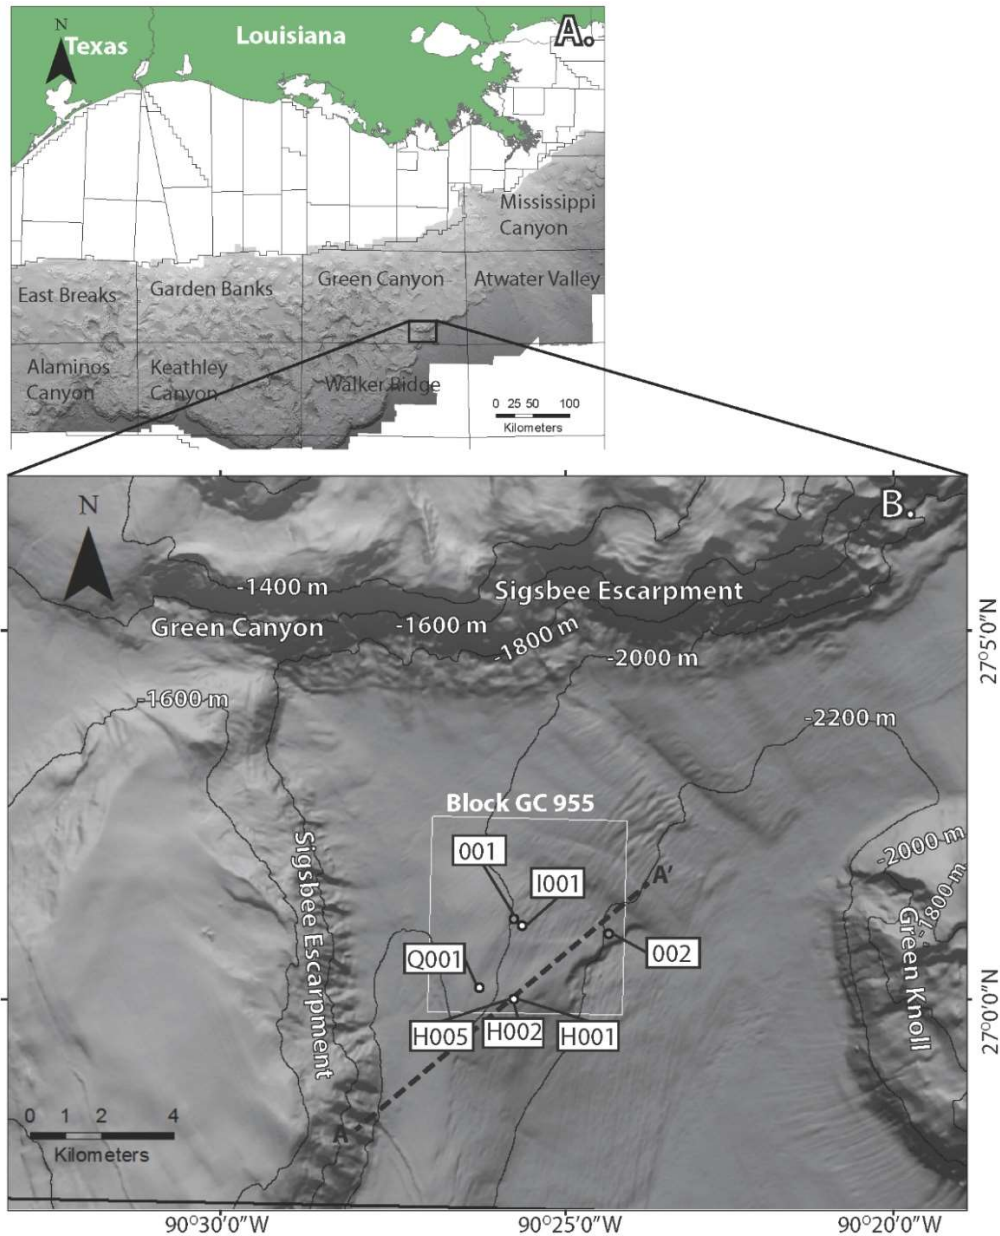 N
Texas
Louisiana
A.
Mississippi
Canyon
East Breaks
Garden Banks
Green Canyon
Atwater Valley
Alaminos
Canyon
Keathley
Canyon
Walker Ridge
0 25 50 100
Kilometers
N
B.
-1400 m
Sigsbee Escarpment
Green Canyon
-1600 m
-1800 m
-2000 m
27°5'0"N
-1600 m
-2200 m
Block GC 955
001
I001
A'
-2000 m
-1800 m
Sigsbee Escarpment
Q001
002
Green Knoll
27°0'0"N
H005
H002
H001
A
0 1 2 4
Kilometers
90°30'0"W
90°25'0"W
90°20'0"W